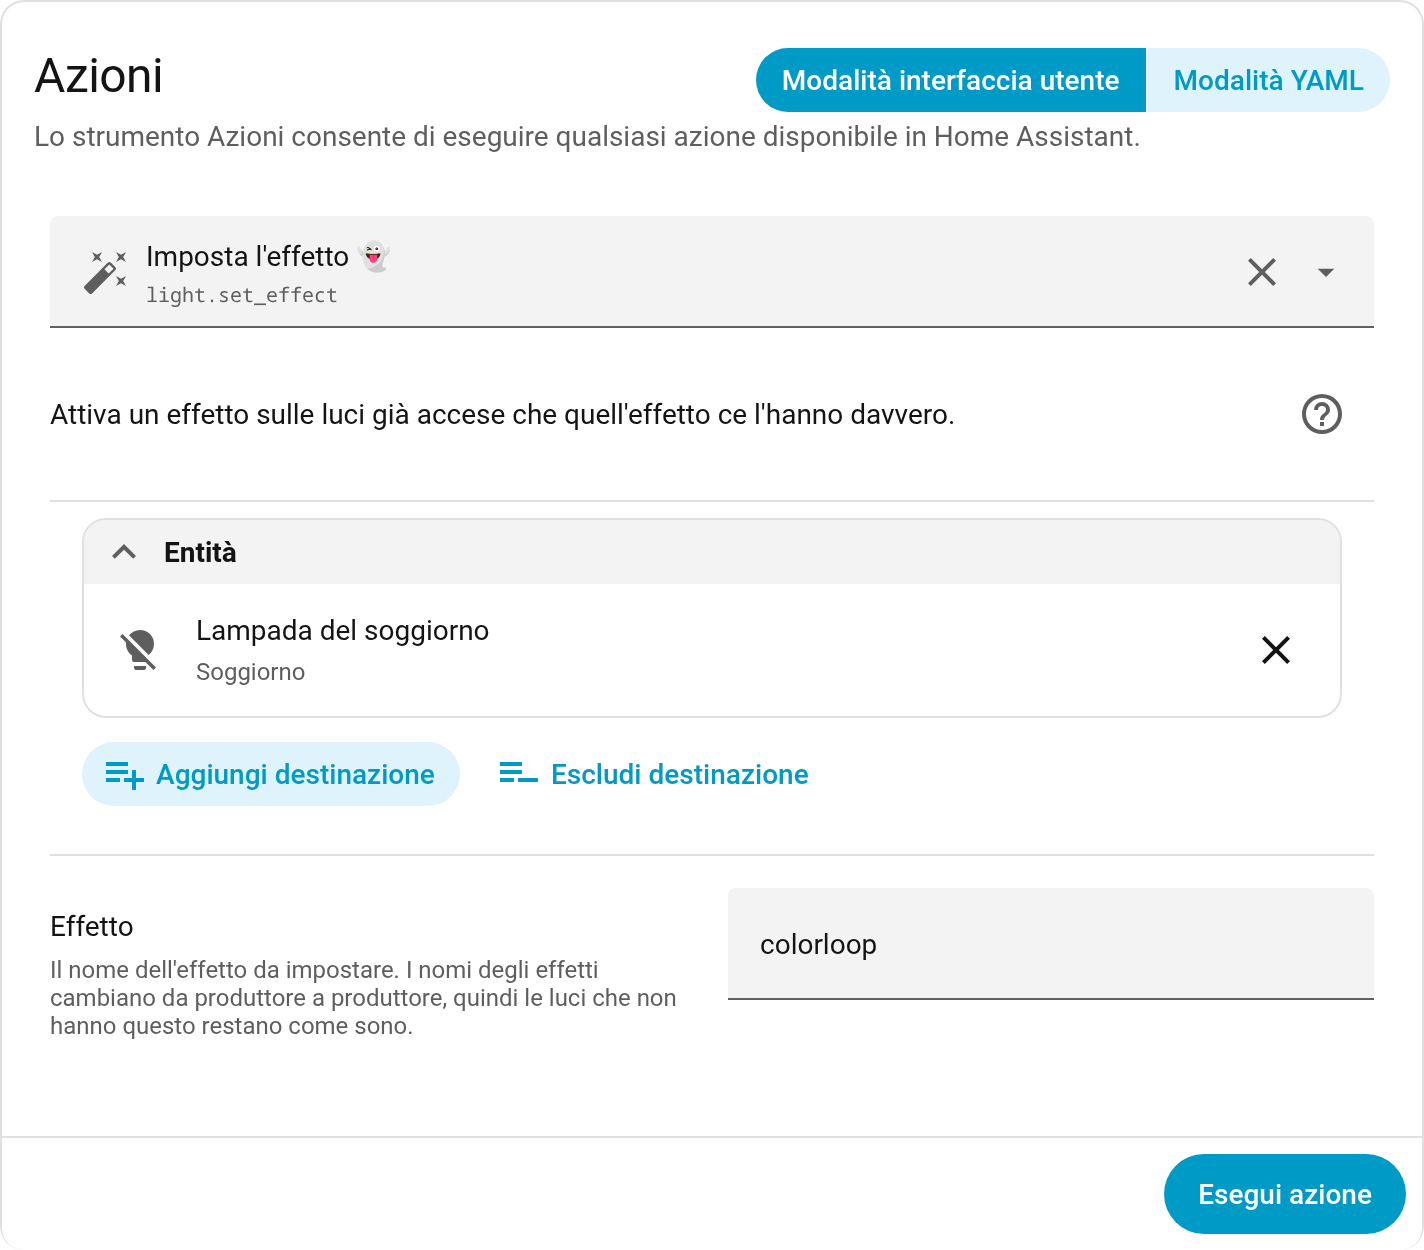 Azioni
Modalità interfaccia utente
Modalità YAML
Lo strumento Azioni consente di eseguire qualsiasi azione disponibile in Home Assistant.
Imposta l'effetto 👻
light.set_effect
Attiva un effetto sulle luci già accese che quell'effetto ce l'hanno davvero.
Entità
Lampada del soggiorno
Soggiorno
Aggiungi destinazione
Escludi destinazione
Effetto
Il nome dell'effetto da impostare. I nomi degli effetti
cambiano da produttore a produttore, quindi le luci che non
hanno questo restano come sono.
colorloop
Esegui azione